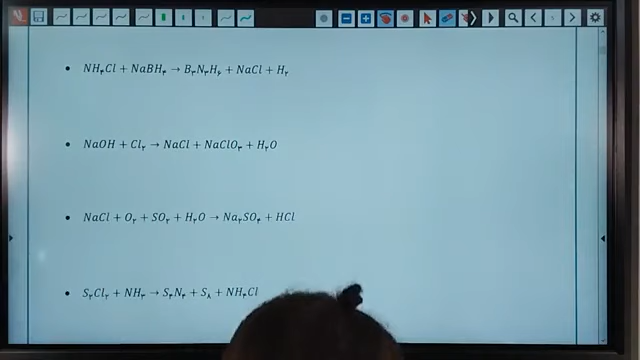 • NH۴Cl + NaBH۴ → B۳N۳H۶ + NaCl + H۲
• NaOH + Cl۲ → NaCl + NaClO۳ + H۲O
• NaCl + O۲ + SO۲ + H۲O → Na۲SO۴ + HCl
• S۲Cl۲ + NH۳ → S۴N۴ + S۸ + NH۴Cl